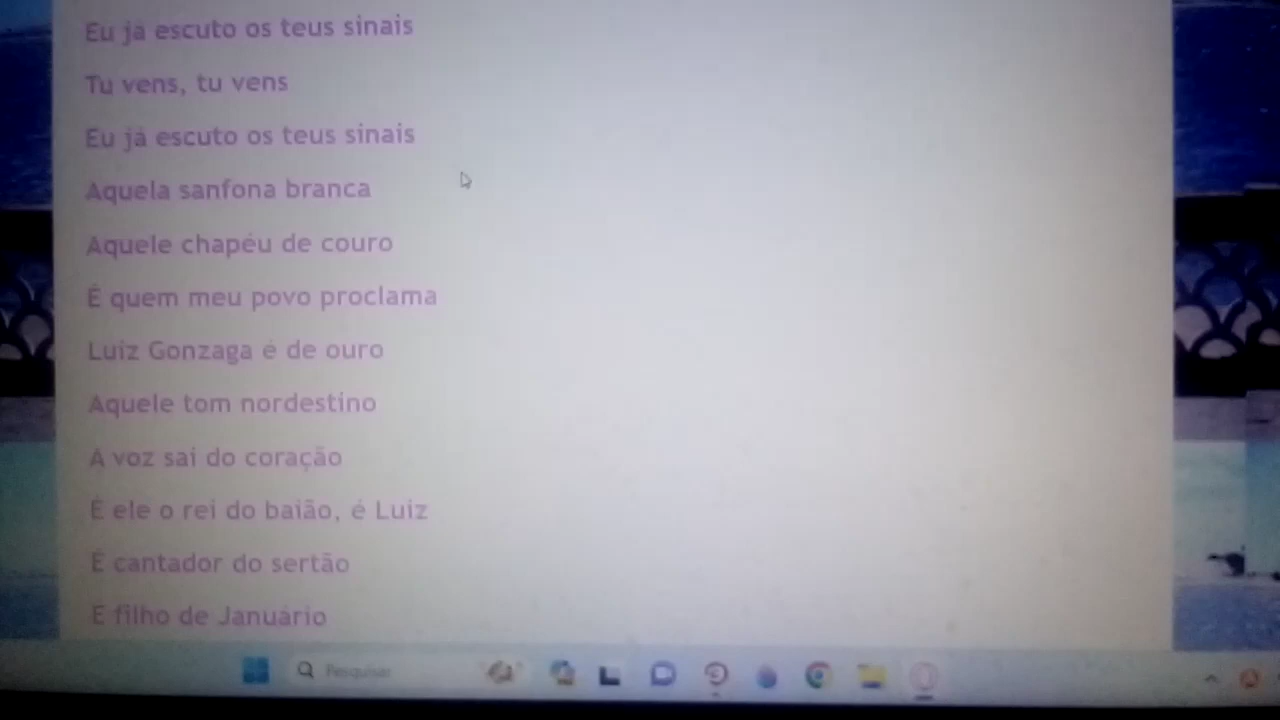 Eu já escuto os teus sinais
Tu vens, tu vens
Eu já escuto os teus sinais
Aquela sanfona branca
Aquele chapéu de couro
É quem meu povo proclama
Luiz Gonzaga é de ouro
Aquele tom nordestino
A voz sai do coração
É ele o rei do baião, é Luiz
É cantador do sertão
É filho de Januário
Pesquisar